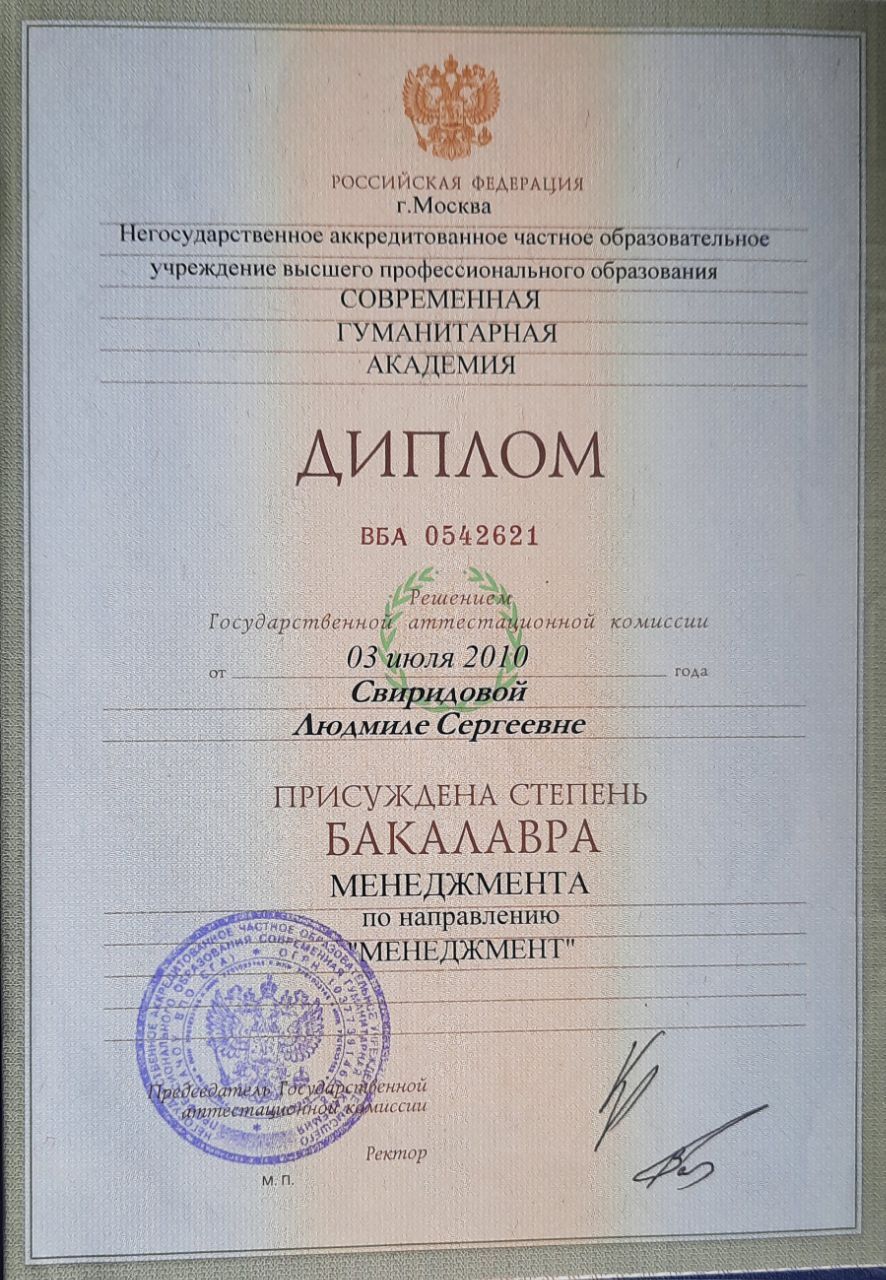 РОССИЙСКАЯ ФЕДЕРАЦИЯ
г.Москва
Негосударственное аккредитованное частное образовательное
учреждение высшего профессионального образования
СОВРЕМЕННАЯ
ГУМАНИТАРНАЯ
АКАДЕМИЯ
ДИПЛОМ
ВБА 0542621
Решением
Государственной аттестационной комиссии
от 03 июля 2010 года
Свиридовой
Людмиле Сергеевне
ПРИСУЖДЕНА СТЕПЕНЬ
БАКАЛАВРА
МЕНЕДЖМЕНТА
по направлению
"МЕНЕДЖМЕНТ"
Председатель Государственной
аттестационной комиссии
Ректор
М. П.